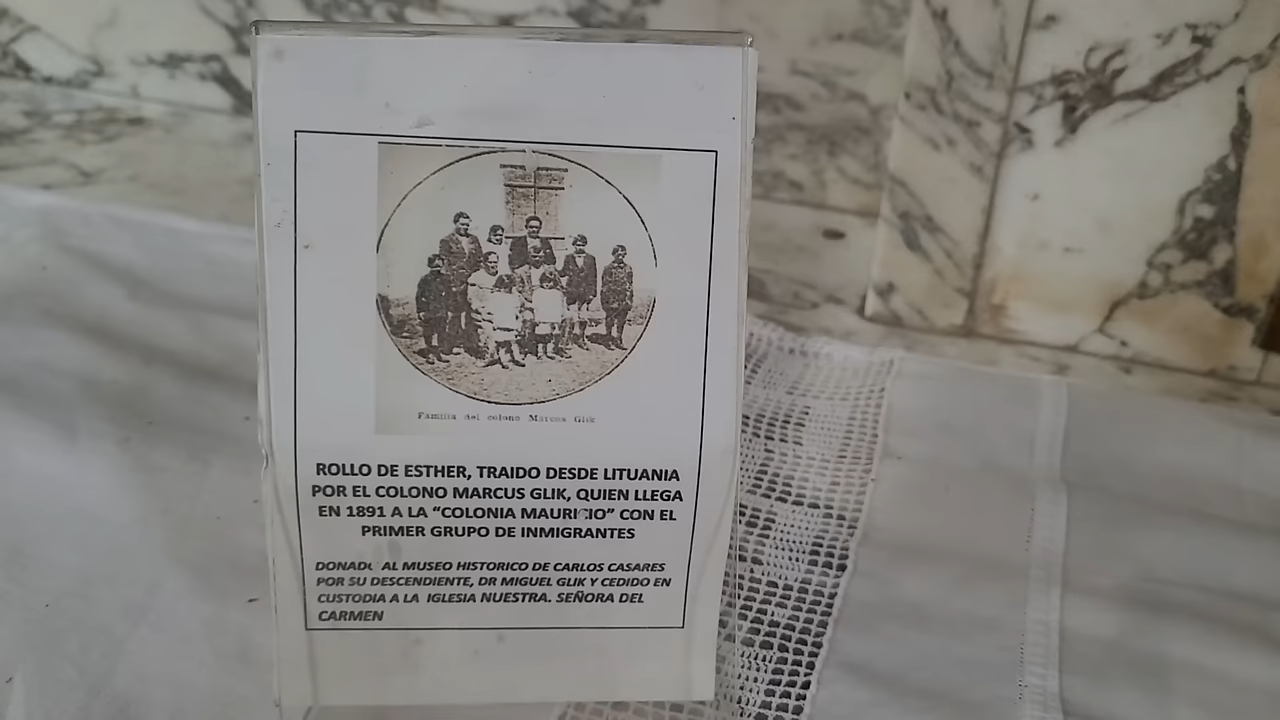 Familia del colono Marcus Glik
ROLLO DE ESTHER, TRAIDO DESDE LITUANIA
POR EL COLONO MARCUS GLIK, QUIEN LLEGA
EN 1891 A LA “COLONIA MAURICIO” CON EL
PRIMER GRUPO DE INMIGRANTES
DONADO AL MUSEO HISTORICO DE CARLOS CASARES
POR SU DESCENDIENTE, DR MIGUEL GLIK Y CEDIDO EN
CUSTODIA A LA IGLESIA NUESTRA. SEÑORA DEL
CARMEN